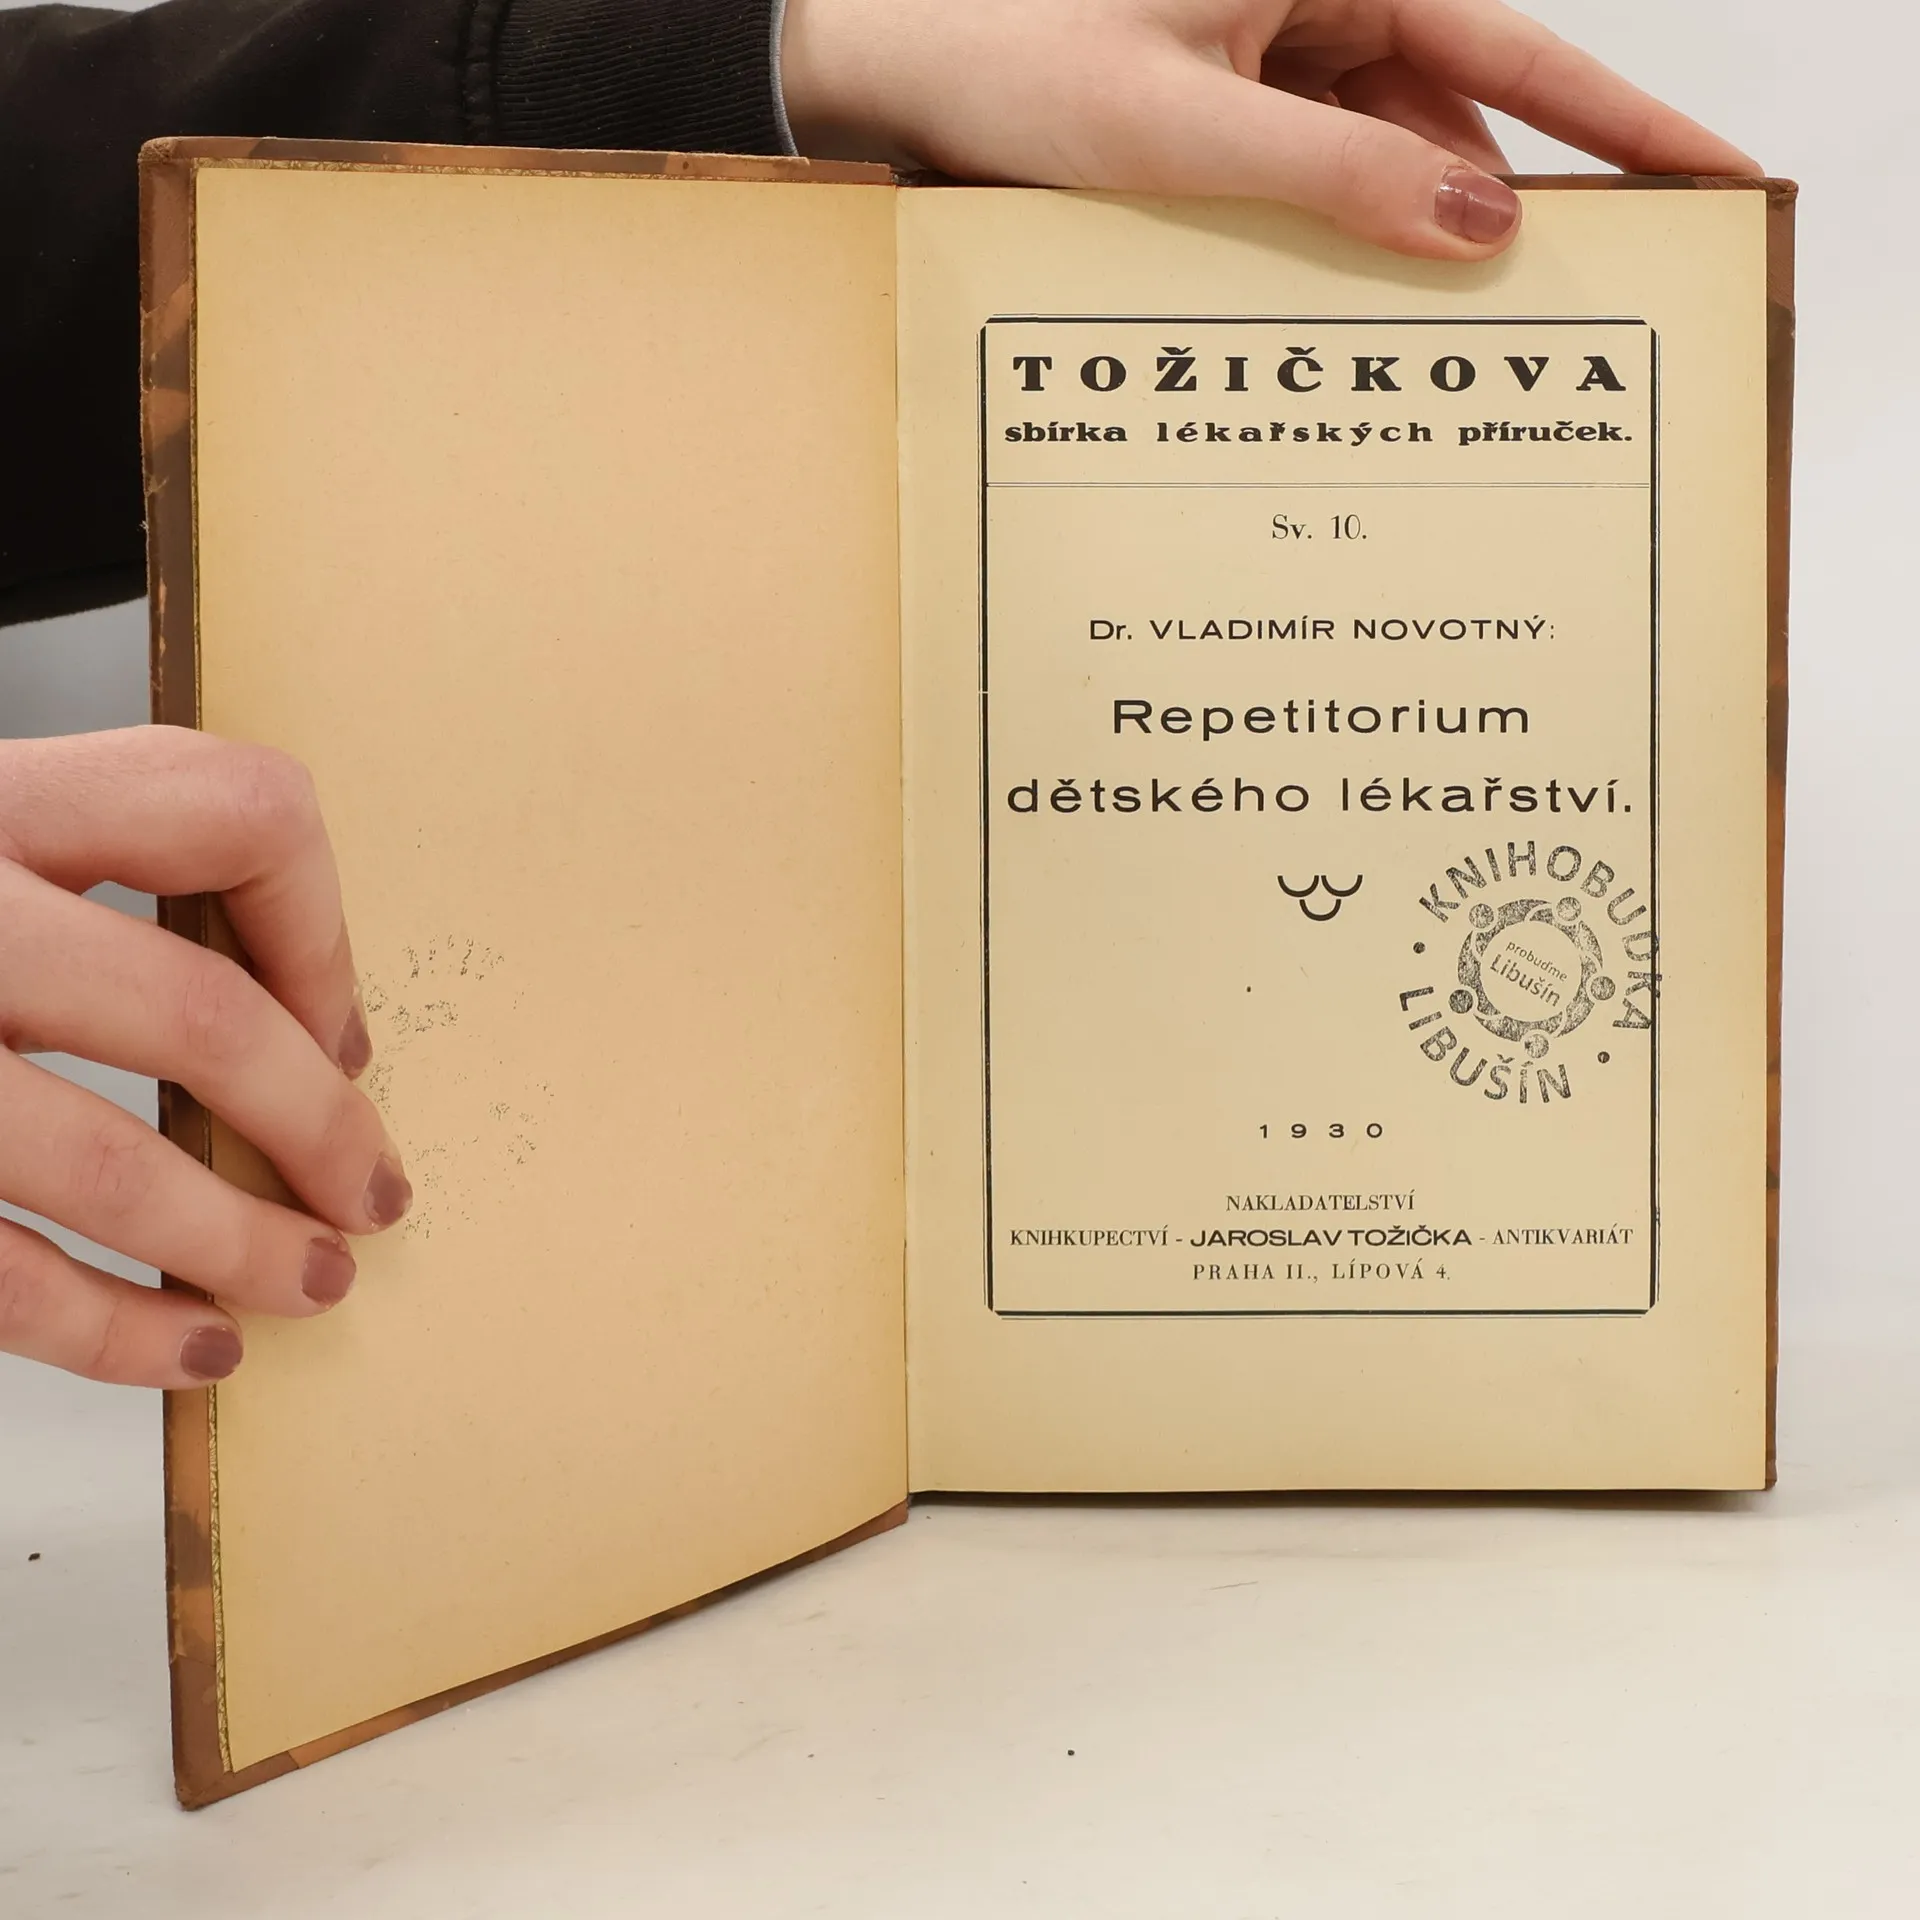 TOŽIČKOVA
sbírka lékařských příruček.
Sv. 10.
Dr. VLADIMÍR NOVOTNÝ:
Repetitorium
dětského lékařství.
KNIHOBUDKA
probuďme
Libušín
• LIBUŠÍN •
1930
NAKLADATELSTVÍ
KNIHKUPECTVÍ - JAROSLAV TOŽIČKA - ANTIKVARIÁT
PRAHA II., LÍPOVÁ 4.